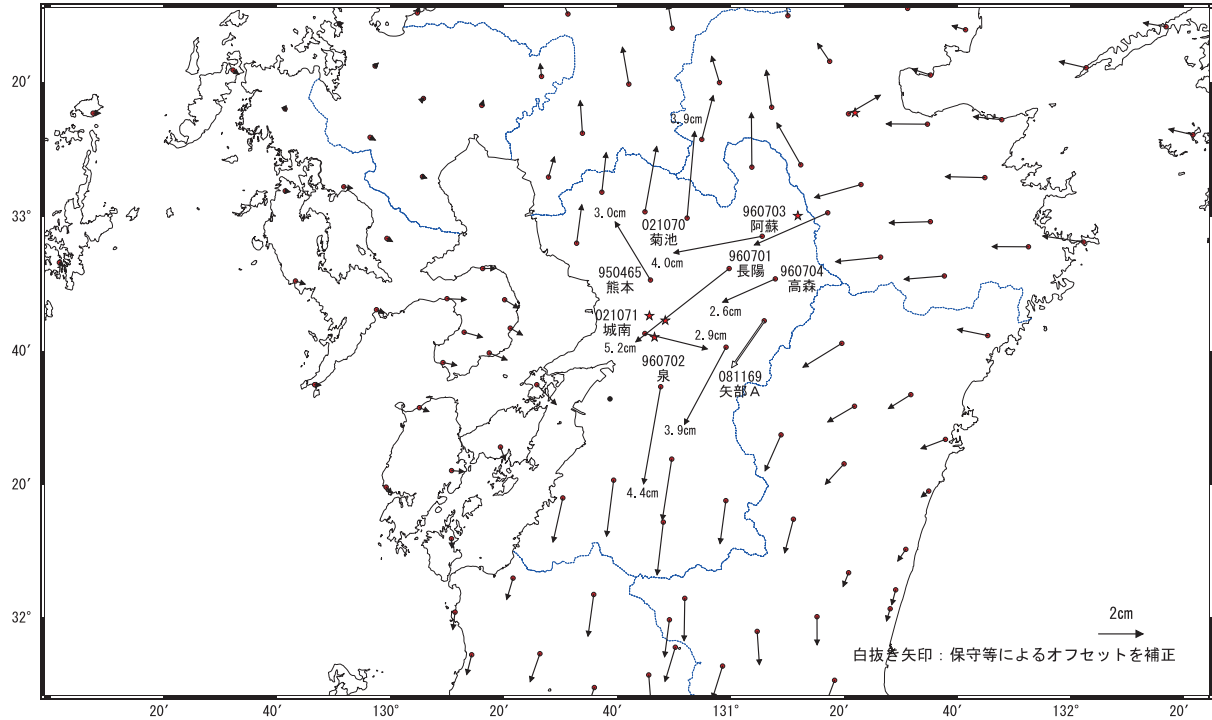 20′
3.9cm
33°
3.0cm
021070
菊池
960703
阿蘇
4.0cm
960701
長陽
960704
高森
950465
熊本
2.6cm
021071
城南
5.2cm
2.9cm
40′
960702
泉
081169
矢部A
3.9cm
20′
4.4cm
32°
2cm
白抜き矢印：保守等によるオフセットを補正
20′
40′
130°
20′
40′
131°
20′
40′
132°
20′